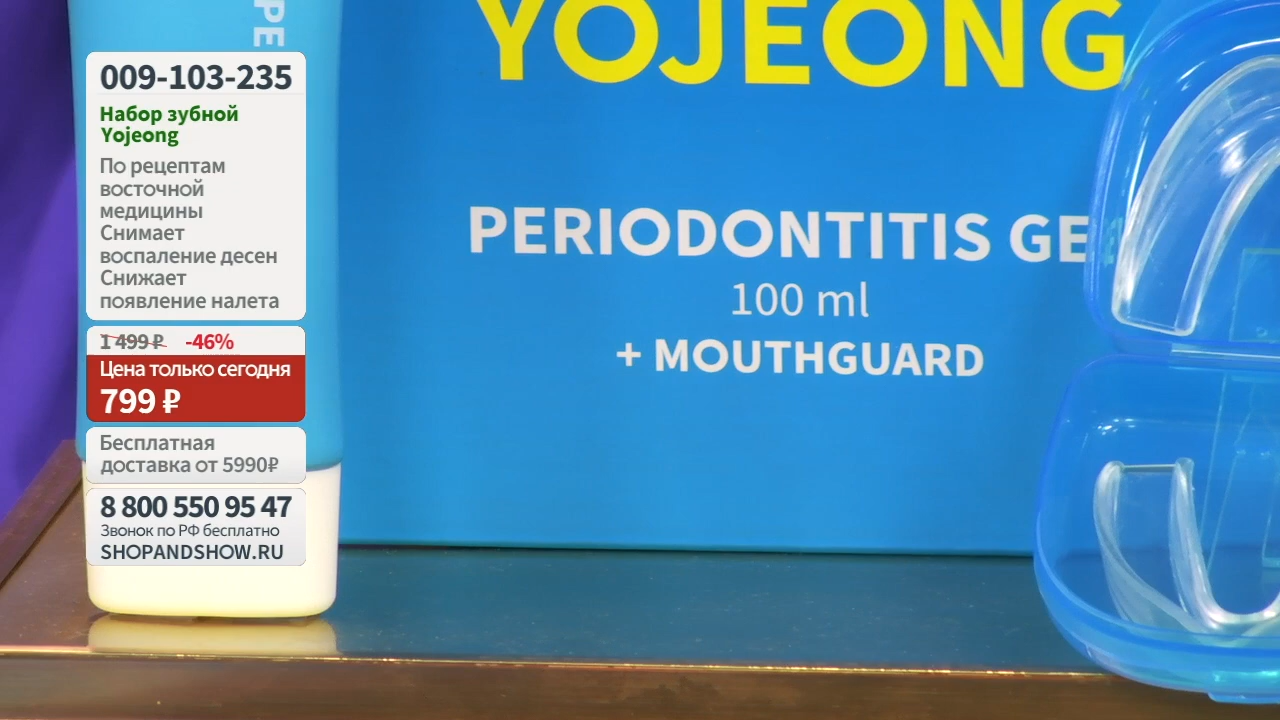 PE
009-103-235
Набор зубной
Yojeong
По рецептам
восточной
медицины
Снимает
воспаление десен
Снижает
появление налета
1 499 ₽ -46%
Цена только сегодня
799 ₽
Бесплатная
доставка от 5990₽
8 800 550 95 47
Звонок по РФ бесплатно
SHOPANDSHOW.RU
YOJEONG
PERIODONTITIS GE
100 ml
+ MOUTHGUARD